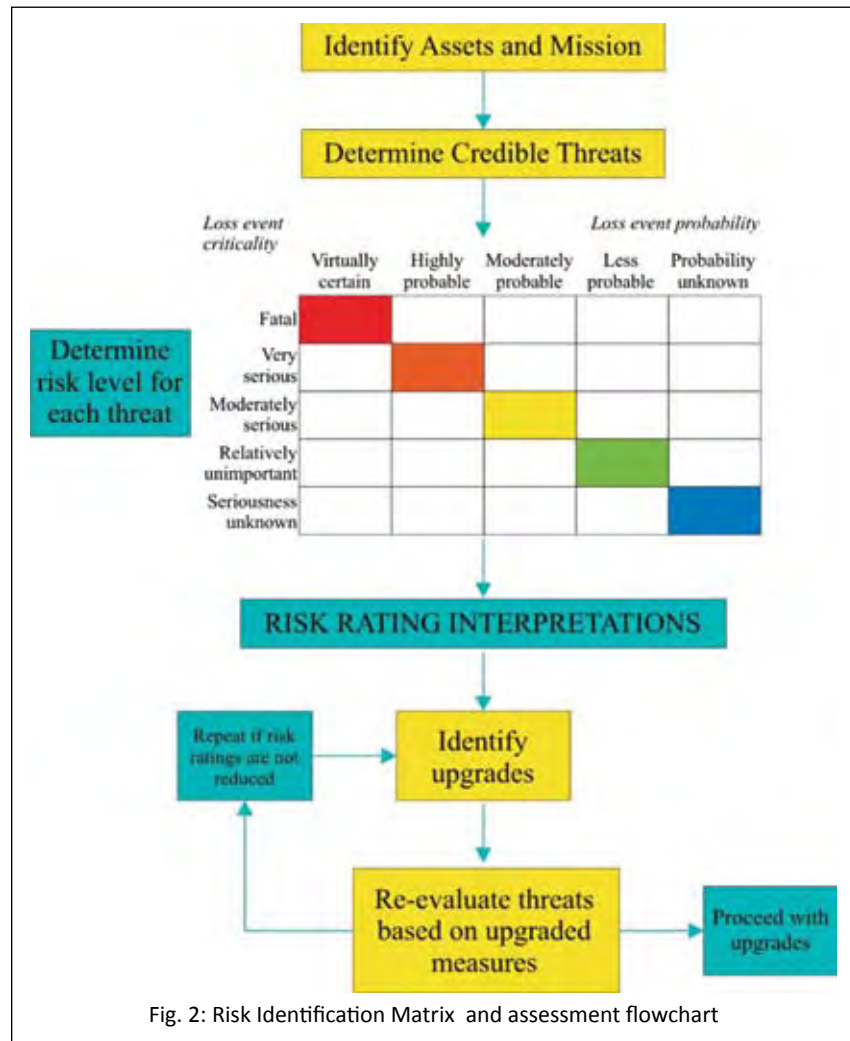 Identify Assets and Mission
Determine Credible Threats
Loss event
criticality
Loss event probability
Virtually
certain
Highly
probable
Moderately
probable
Less
probable
Probability
unknown
Determine
risk level for
each threat
Fatal
Very
serious
Moderately
serious
Relatively
unimportant
Seriousness
unknown
RISK RATING INTERPRETATIONS
Repeat if risk
ratings are not
reduced
Identify
upgrades
Re-evaluate threats
based on upgraded
measures
Proceed with
upgrades
Fig. 2: Risk Identification Matrix and assessment flowchart